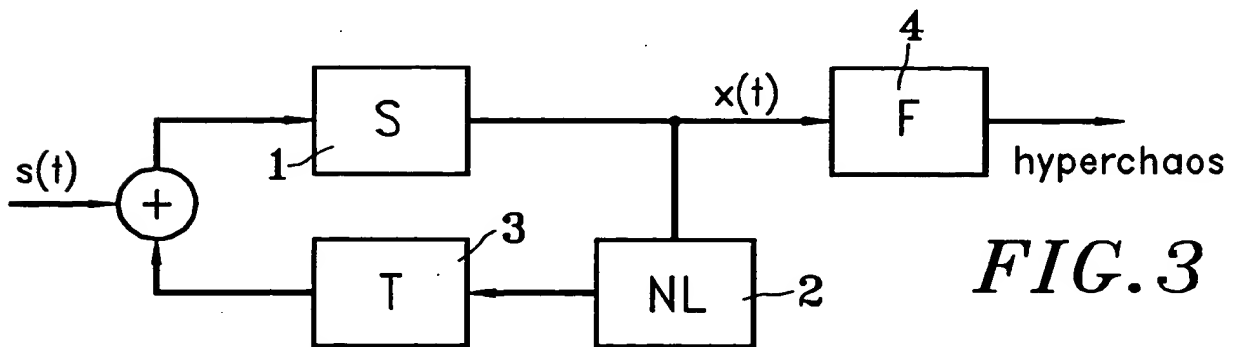 4
S
x(t)
F
1
s(t)
+
hyperchaos
3
T
NL
2
FIG.3